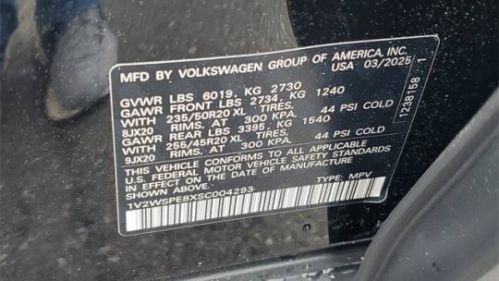 MFD BY VOLKSWAGEN GROUP OF AMERICA, INC.
USA 03/2025
GVWR LBS 6019, KG 2730
GAWR FRONT LBS 2734, KG 1240
WITH 235/50R20 XL TIRES,
8JX20 RIMS, AT 300 KPA, 44 PSI COLD
GAWR REAR LBS 3395, KG 1540
WITH 255/45R20 XL TIRES,
9JX20 RIMS, AT 300 KPA, 44 PSI COLD
THIS VEHICLE CONFORMS TO ALL APPLICABLE
U.S. FEDERAL MOTOR VEHICLE SAFETY STANDARDS
IN EFFECT ON THE DATE OF MANUFACTURE
SHOWN ABOVE.
1V2WSPE8XSC004293
TYPE: MPV
1238158 1